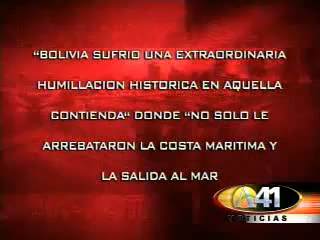 "BOLIVIA SUFRIO UNA EXTRAORDINARIA
HUMILLACION HISTORICA EN AQUELLA
CONTIENDA" DONDE "NO SOLO LE
ARREBATARON LA COSTA MARITIMA Y
LA SALIDA AL MAR
A41
NOTICIAS